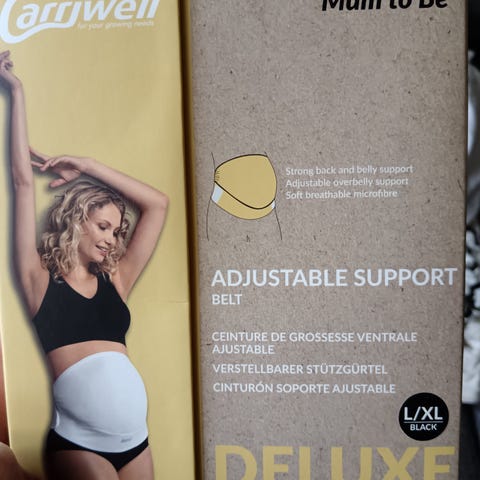 Carriwell
for your growing needs
Mum to Be
Strong back and belly support
Adjustable overbelly support
Soft breathable microfibre
ADJUSTABLE SUPPORT
BELT
CEINTURE DE GROSSESSE VENTRALE
AJUSTABLE
VERSTELLBARER STÜTZGÜRTEL
CINTURÓN SOPORTE AJUSTABLE
L/XL
BLACK
DELUXE